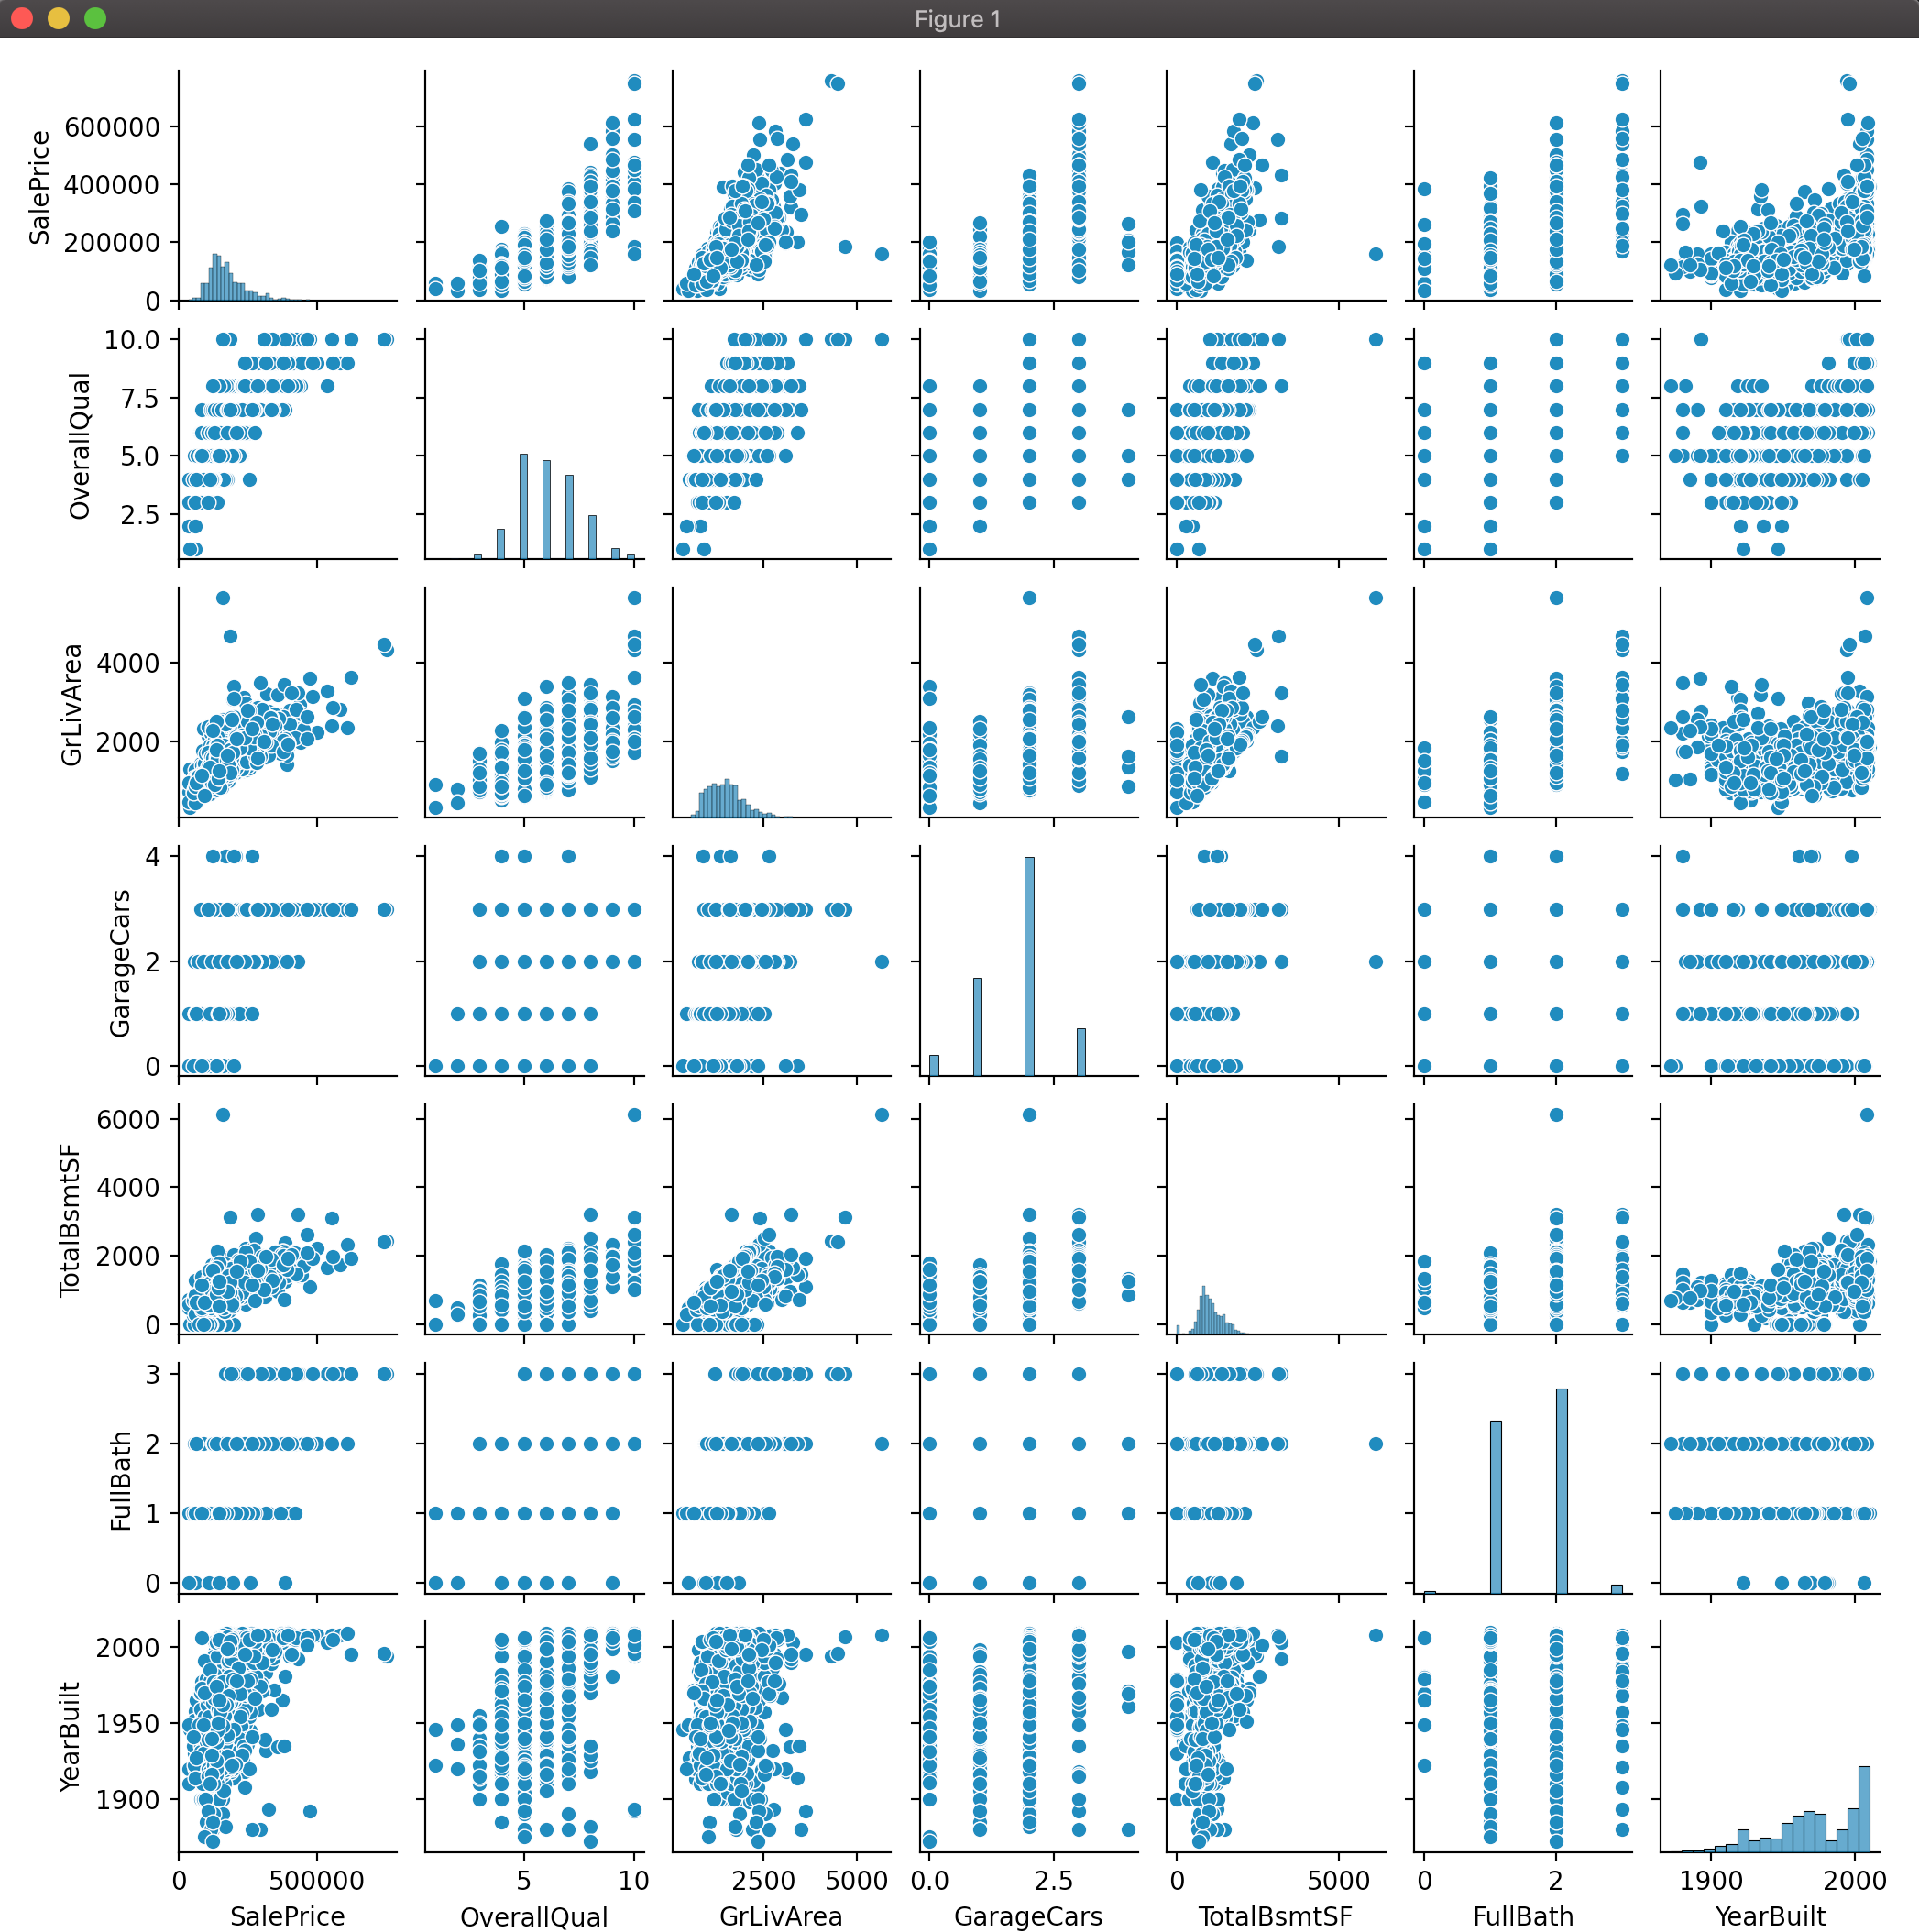 Figure 1
SalePrice
600000
400000
200000
0
OverallQual
10.0
7.5
5.0
2.5
GrLivArea
4000
2000
GarageCars
4
2
0
TotalBsmtSF
6000
4000
2000
0
FullBath
3
2
1
0
YearBuilt
2000
1950
1900
0 500000 5 10 2500 5000 0.0 2.5 0 5000 0 2 1900 2000
SalePrice OverallQual GrLivArea GarageCars TotalBsmtSF FullBath YearBuilt